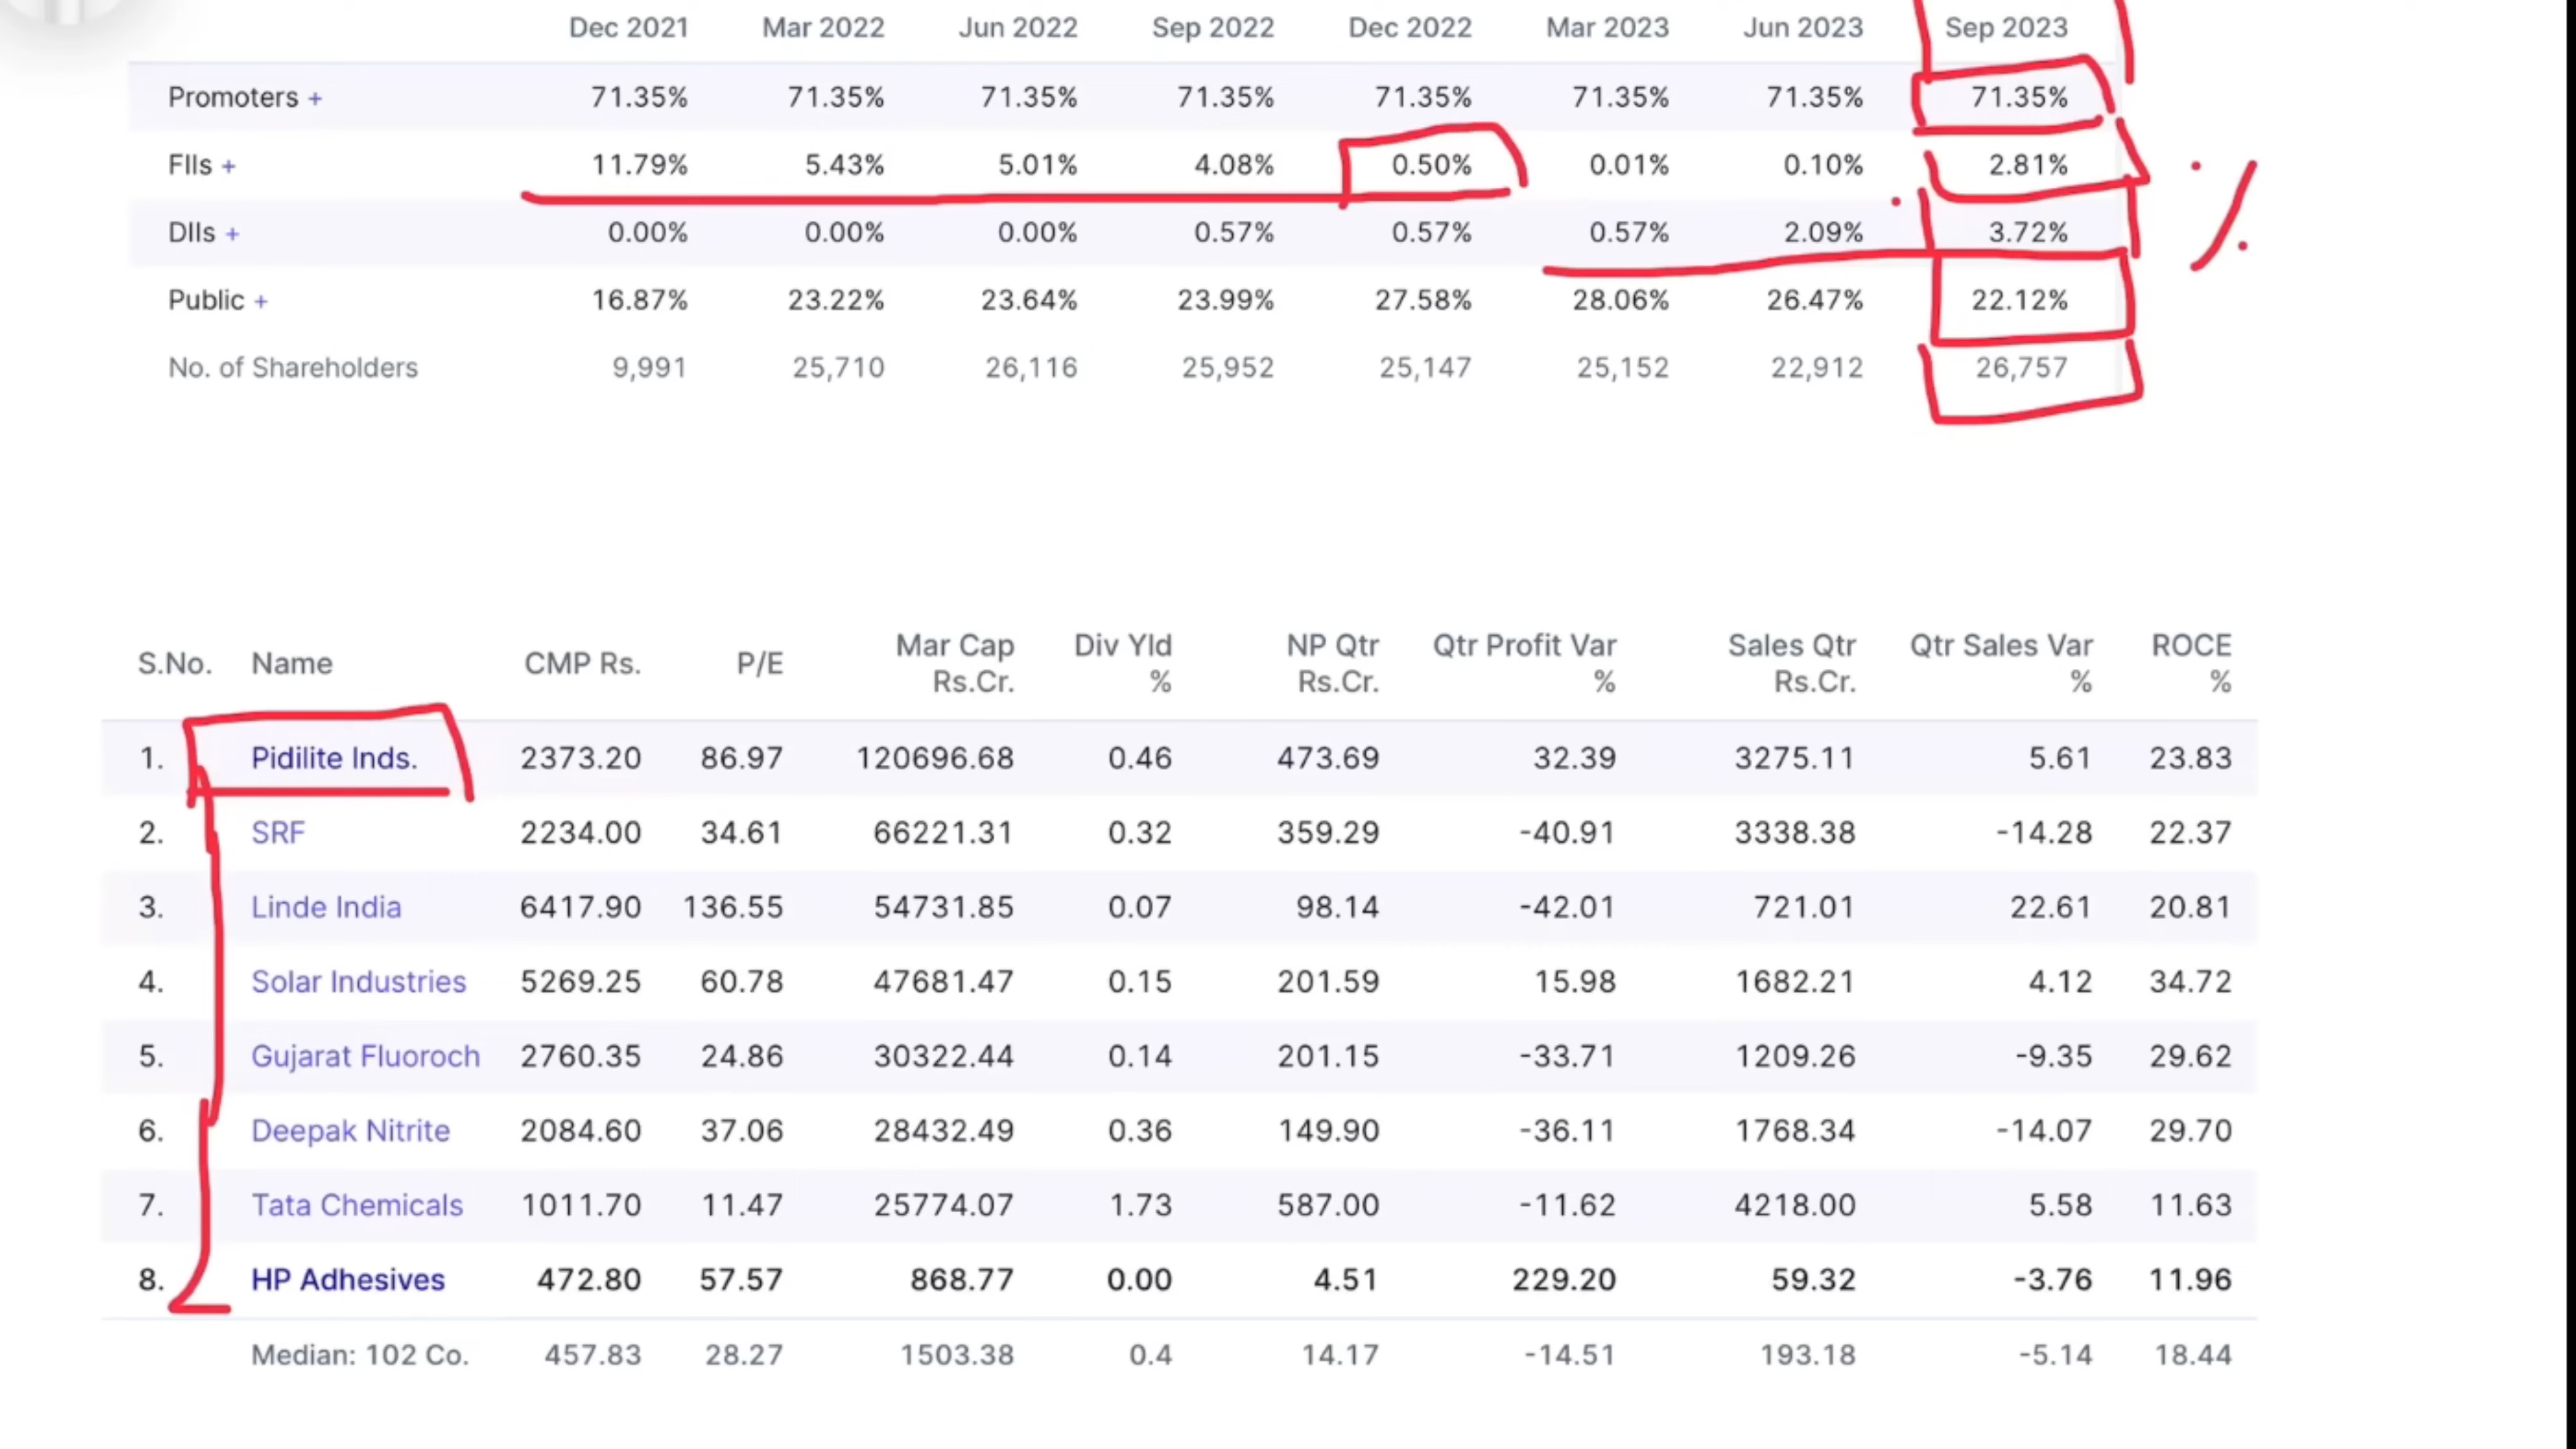 Dec 2021 Mar 2022 Jun 2022 Sep 2022 Dec 2022 Mar 2023 Jun 2023 Sep 2023
Promoters + 71.35% 71.35% 71.35% 71.35% 71.35% 71.35% 71.35% 71.35%
FIIs + 11.79% 5.43% 5.01% 4.08% 0.50% 0.01% 0.10% 2.81%
DIIs + 0.00% 0.00% 0.00% 0.57% 0.57% 0.57% 2.09% 3.72%
Public + 16.87% 23.22% 23.64% 23.99% 27.58% 28.06% 26.47% 22.12%
No. of Shareholders 9,991 25,710 26,116 25,952 25,147 25,152 22,912 26,757
S.No. Name CMP Rs. P/E Mar Cap Rs.Cr. Div Yld % NP Qtr Rs.Cr. Qtr Profit Var % Sales Qtr Rs.Cr. Qtr Sales Var % ROCE %
1. Pidilite Inds. 2373.20 86.97 120696.68 0.46 473.69 32.39 3275.11 5.61 23.83
2. SRF 2234.00 34.61 66221.31 0.32 359.29 -40.91 3338.38 -14.28 22.37
3. Linde India 6417.90 136.55 54731.85 0.07 98.14 -42.01 721.01 22.61 20.81
4. Solar Industries 5269.25 60.78 47681.47 0.15 201.59 15.98 1682.21 4.12 34.72
5. Gujarat Fluoroch 2760.35 24.86 30322.44 0.14 201.15 -33.71 1209.26 -9.35 29.62
6. Deepak Nitrite 2084.60 37.06 28432.49 0.36 149.90 -36.11 1768.34 -14.07 29.70
7. Tata Chemicals 1011.70 11.47 25774.07 1.73 587.00 -11.62 4218.00 5.58 11.63
8. HP Adhesives 472.80 57.57 868.77 0.00 4.51 229.20 59.32 -3.76 11.96
Median: 102 Co. 457.83 28.27 1503.38 0.4 14.17 -14.51 193.18 -5.14 18.44